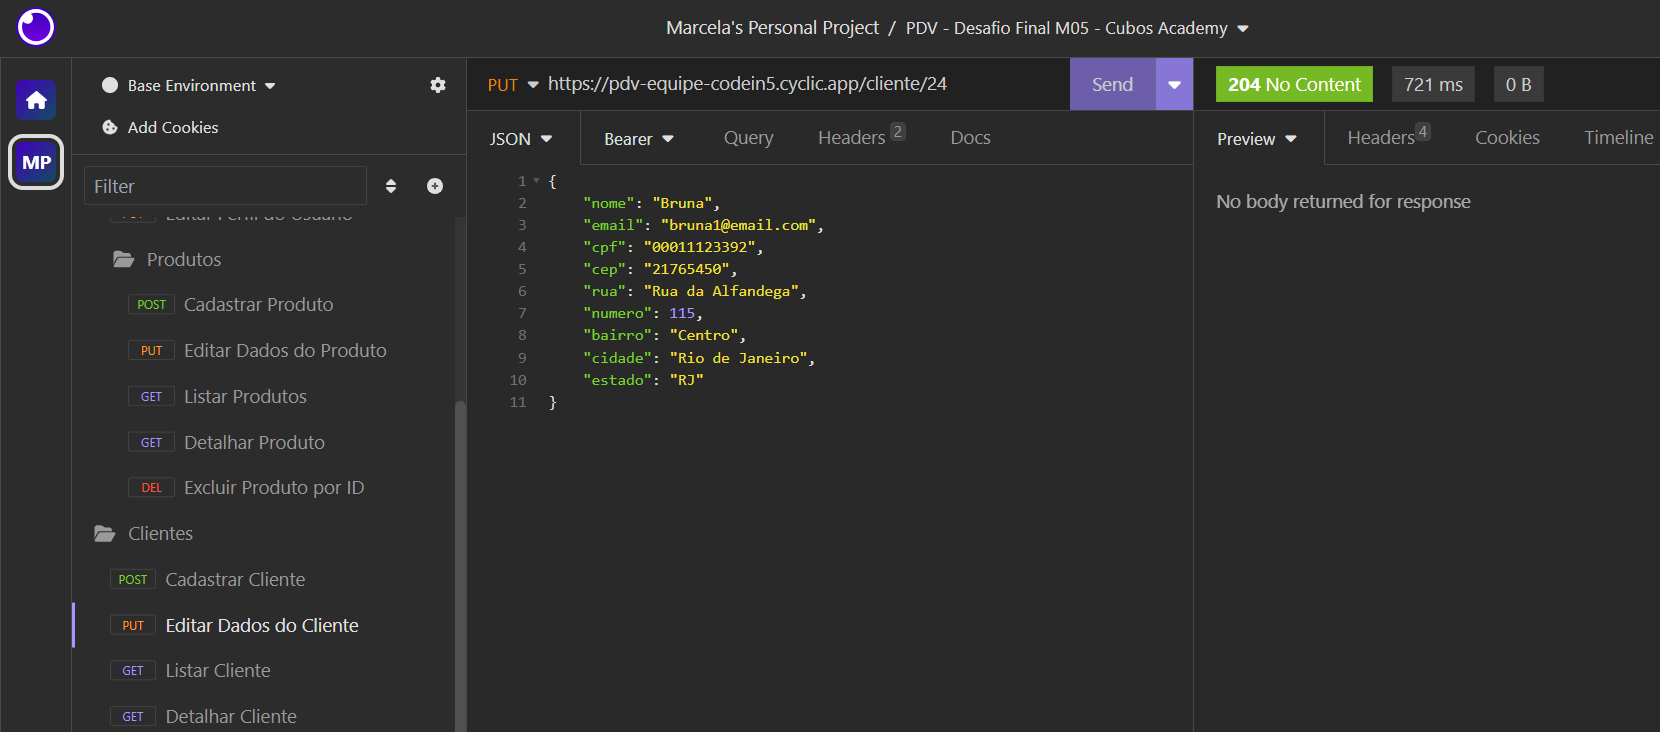 Marcela's Personal Project / PDV - Desafio Final M05 - Cubos Academy
MP
Base Environment
Add Cookies
Filter
Editar Perfil do Usuário
Produtos
POST Cadastrar Produto
PUT Editar Dados do Produto
GET Listar Produtos
GET Detalhar Produto
DEL Excluir Produto por ID
Clientes
POST Cadastrar Cliente
PUT Editar Dados do Cliente
GET Listar Cliente
GET Detalhar Cliente
PUT https://pdv-equipe-codein5.cyclic.app/cliente/24 Send
JSON Bearer Query Headers 2 Docs
1 {
2 "nome": "Bruna",
3 "email": "bruna1@email.com",
4 "cpf": "00011123392",
5 "cep": "21765450",
6 "rua": "Rua da Alfandega",
7 "numero": 115,
8 "bairro": "Centro",
9 "cidade": "Rio de Janeiro",
10 "estado": "RJ"
11 }
204 No Content 721 ms 0 B
Preview Headers 4 Cookies Timeline
No body returned for response